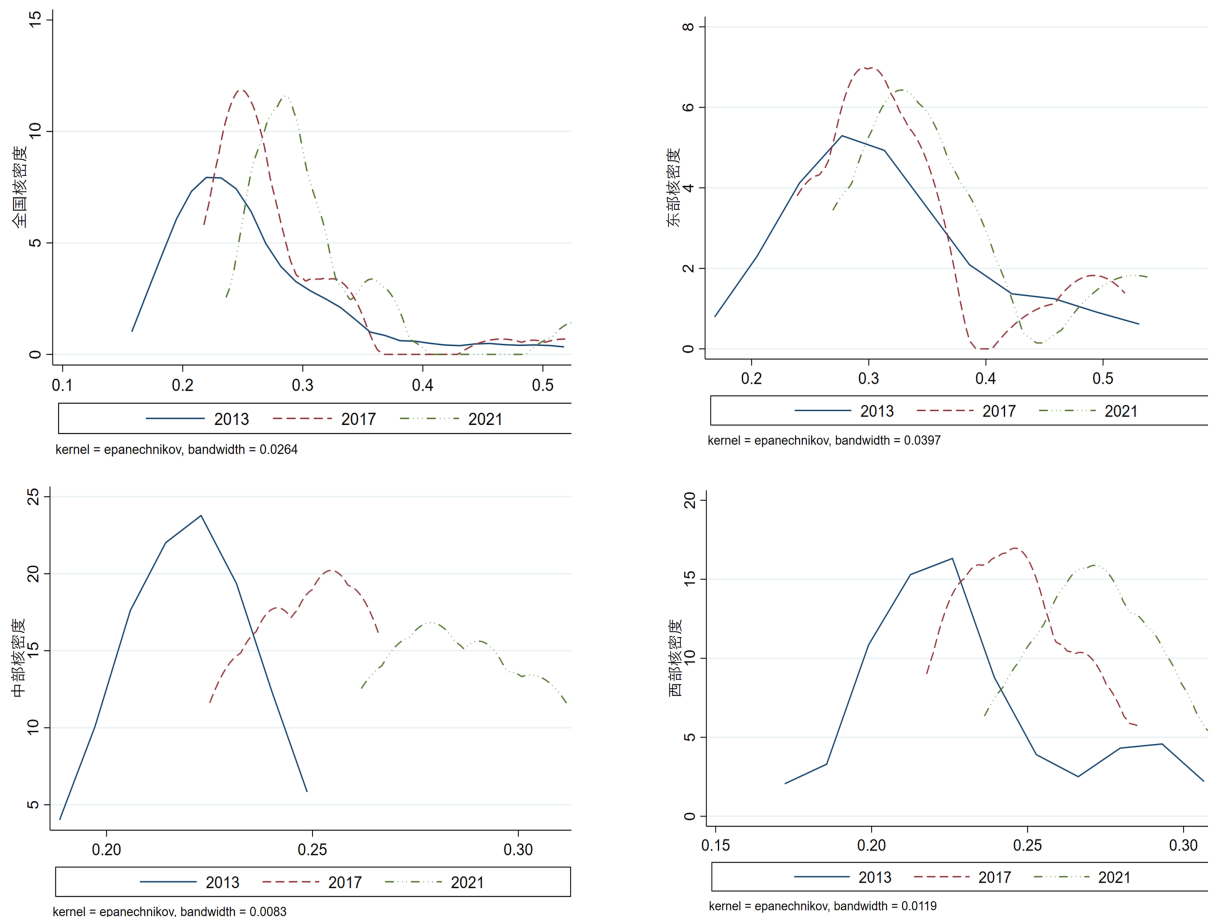 全国核密度
15
10
5
0
0.1 0.2 0.3 0.4 0.5
2013 2017 2021
kernel = epanechnikov, bandwidth = 0.0264
东部核密度
8
6
4
2
0
0.2 0.3 0.4 0.5
2013 2017 2021
kernel = epanechnikov, bandwidth = 0.0397
中部核密度
25
20
15
10
5
0.20 0.25 0.30
2013 2017 2021
kernel = epanechnikov, bandwidth = 0.0083
西部核密度
20
15
10
5
0
0.15 0.20 0.25 0.30
2013 2017 2021
kernel = epanechnikov, bandwidth = 0.0119